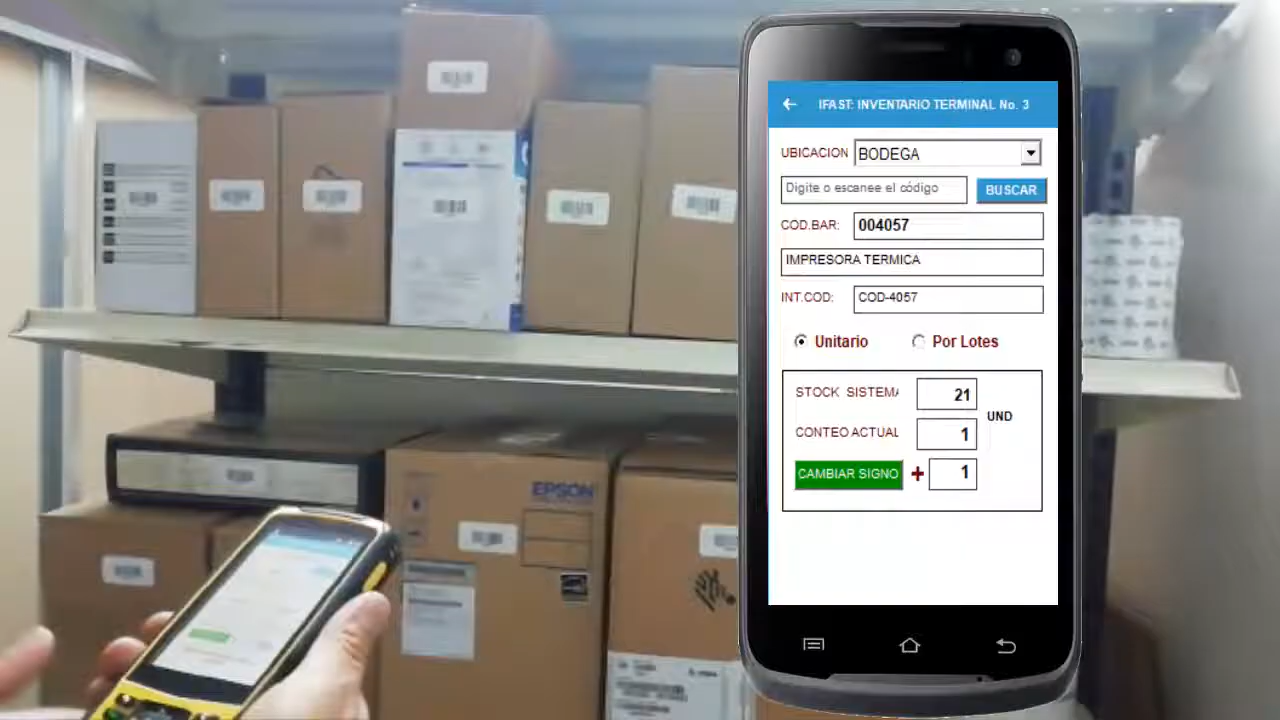 IFAST: INVENTARIO TERMINAL No. 3
UBICACION BODEGA
Digite o escanee el código BUSCAR
COD.BAR: 004057
IMPRESORA TERMICA
INT.COD: COD-4057
Unitario Por Lotes
STOCK SISTEMA 21
UND
CONTEO ACTUAL 1
CAMBIAR SIGNO + 1
EPSON